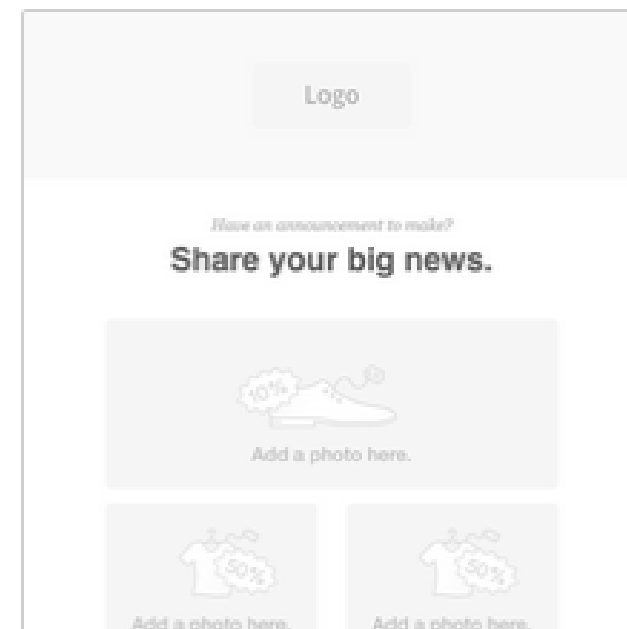 Logo
Have an announcement to make?
Share your big news.
10%
Add a photo here.
50%
50%
Add a photo here.
Add a photo here.